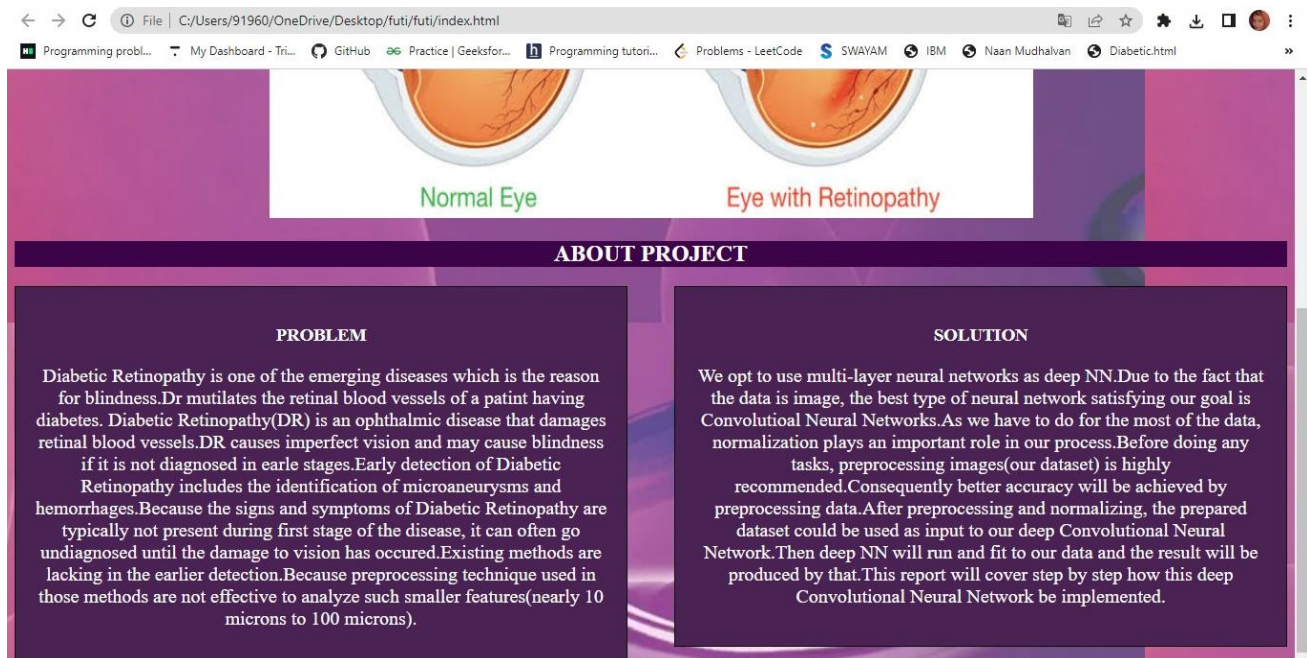 File | C:/Users/91960/OneDrive/Desktop/futi/futi/index.html
Programming probl... My Dashboard - Tri... GitHub Practice | Geeksfor... Programming tutori... Problems - LeetCode SWAYAM IBM Naan Mudhalvan Diabetic.html »
Normal Eye Eye with Retinopathy
ABOUT PROJECT
PROBLEM
Diabetic Retinopathy is one of the emerging diseases which is the reason
for blindness.Dr mutilates the retinal blood vessels of a patint having
diabetes. Diabetic Retinopathy(DR) is an ophthalmic disease that damages
retinal blood vessels.DR causes imperfect vision and may cause blindness
if it is not diagnosed in earle stages.Early detection of Diabetic
Retinopathy includes the identification of microaneurysms and
hemorrhages.Because the signs and symptoms of Diabetic Retinopathy are
typically not present during first stage of the disease, it can often go
undiagnosed until the damage to vision has occured.Existing methods are
lacking in the earlier detection.Because preprocessing technique used in
those methods are not effective to analyze such smaller features(nearly 10
microns to 100 microns).
SOLUTION
We opt to use multi-layer neural networks as deep NN.Due to the fact that
the data is image, the best type of neural network satisfying our goal is
Convolutioal Neural Networks.As we have to do for the most of the data,
normalization plays an important role in our process.Before doing any
tasks, preprocessing images(our dataset) is highly
recommended.Consequently better accuracy will be achieved by
preprocessing data.After preprocessing and normalizing, the prepared
dataset could be used as input to our deep Convolutional Neural
Network.Then deep NN will run and fit to our data and the result will be
produced by that.This report will cover step by step how this deep
Convolutional Neural Network be implemented.